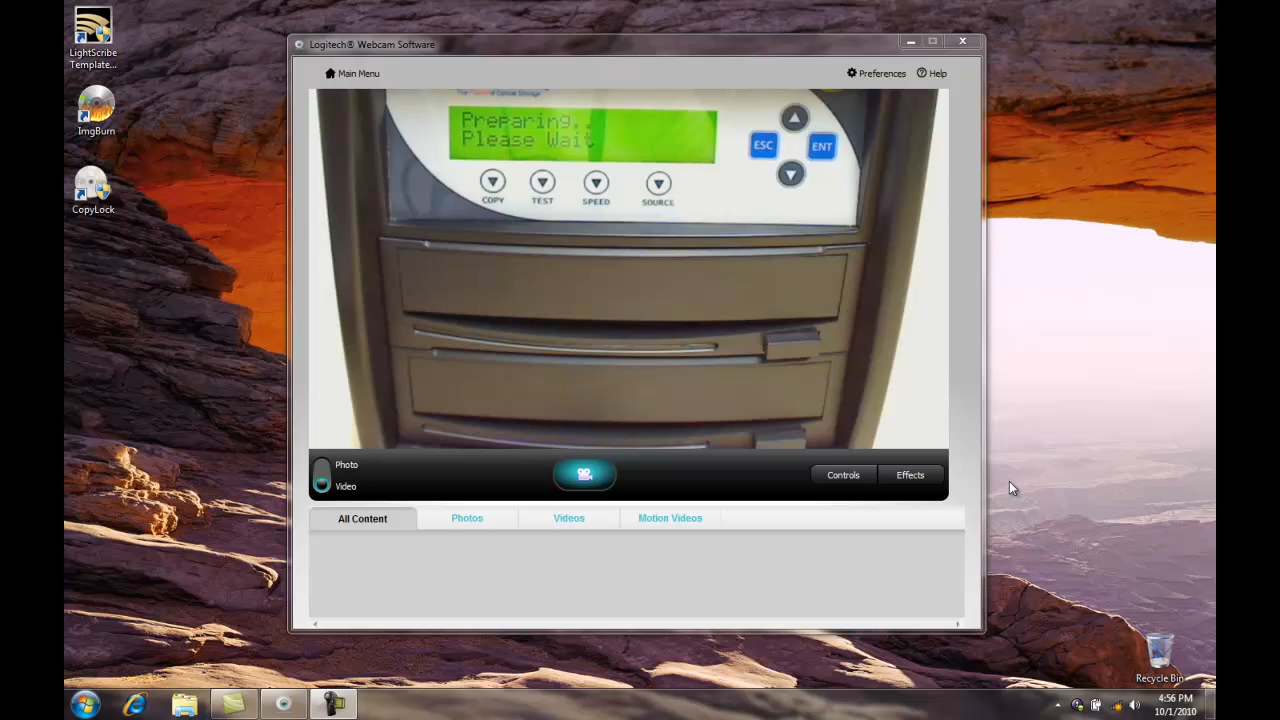 LightScribe
Template...
ImgBurn
CopyLock
Logitech® Webcam Software
Main Menu
Preferences
Help
Preparing..
Please Wait
ESC
ENT
COPY
TEST
SPEED
SOURCE
Photo
Video
Controls
Effects
All Content
Photos
Videos
Motion Videos
Recycle Bin
4:56 PM
10/1/2010